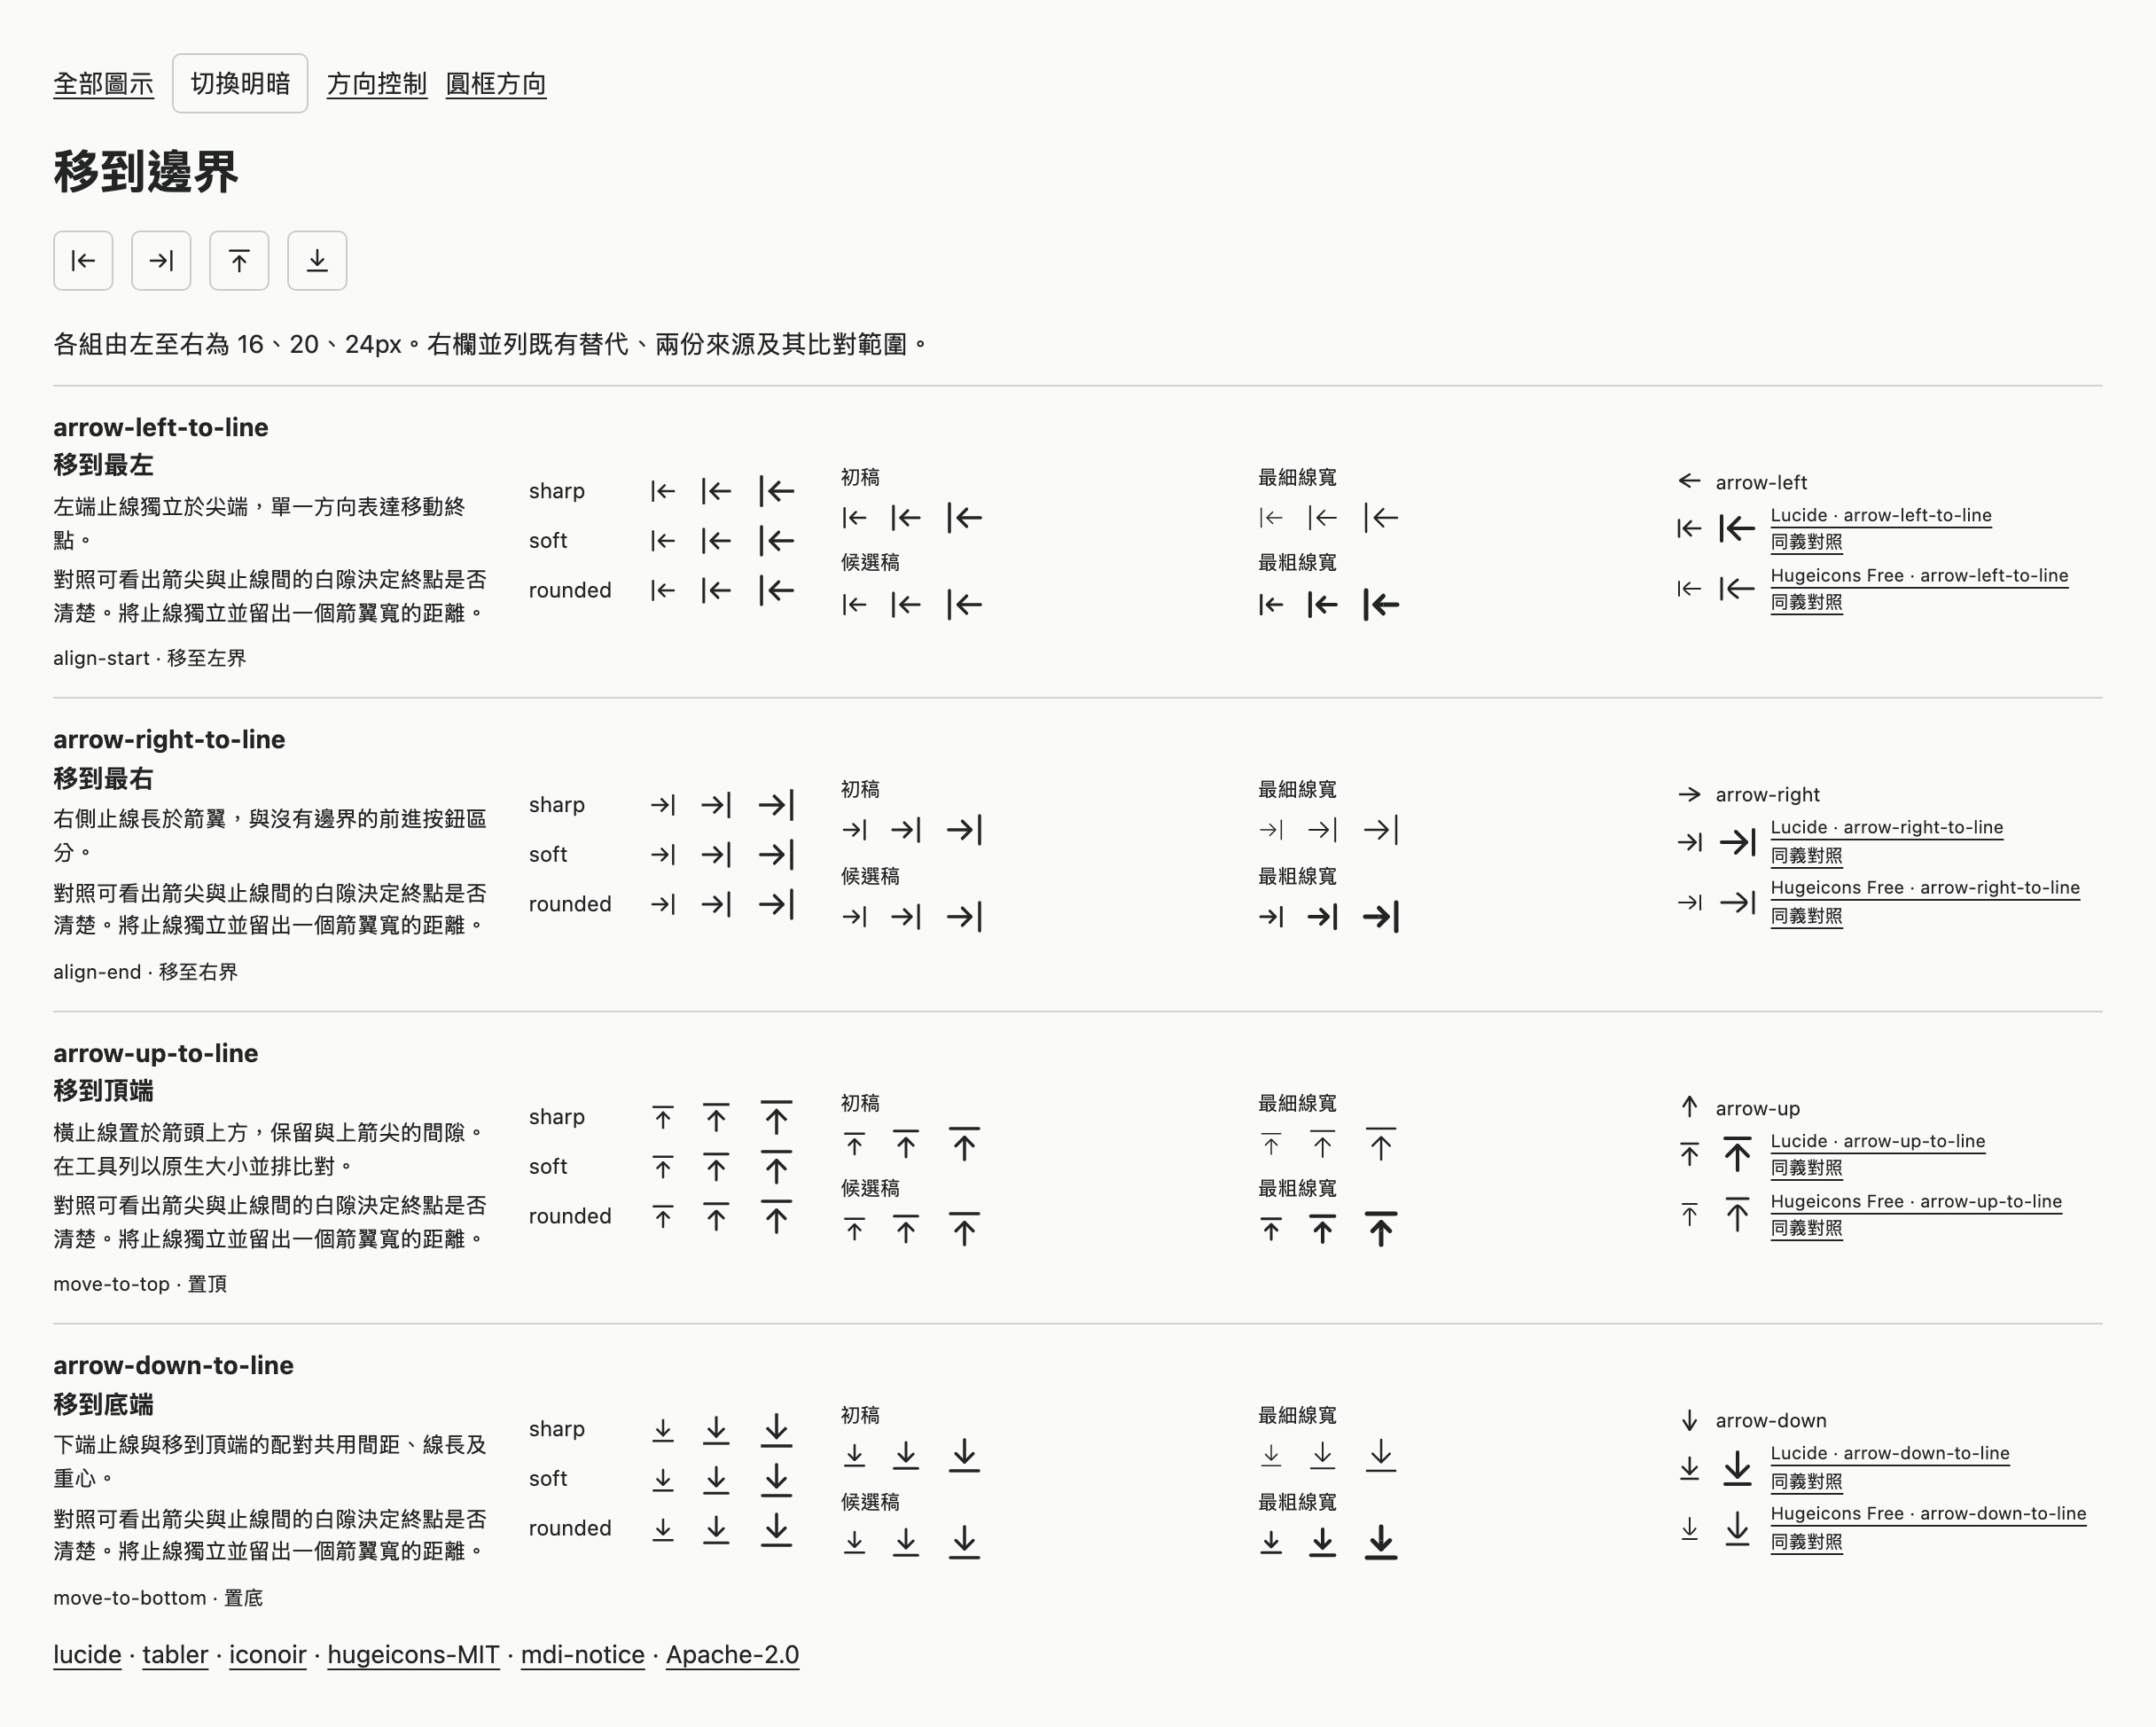 全部圖示 切換明暗 方向控制 圓框方向
移到邊界
各組由左至右為 16、20、24px。右欄並列既有替代、兩份來源及其比對範圍。
arrow-left-to-line
移到最左
左端止線獨立於尖端，單一方向表達移動終
點。
對照可看出箭尖與止線間的白隙決定終點是否
清楚。將止線獨立並留出一個箭翼寬的距離。
align-start · 移至左界
sharp
soft
rounded
初稿
候選稿
最細線寬
最粗線寬
arrow-left
Lucide · arrow-left-to-line
同義對照
Hugeicons Free · arrow-left-to-line
同義對照
arrow-right-to-line
移到最右
右側止線長於箭翼，與沒有邊界的前進按鈕區
分。
對照可看出箭尖與止線間的白隙決定終點是否
清楚。將止線獨立並留出一個箭翼寬的距離。
align-end · 移至右界
sharp
soft
rounded
初稿
候選稿
最細線寬
最粗線寬
arrow-right
Lucide · arrow-right-to-line
同義對照
Hugeicons Free · arrow-right-to-line
同義對照
arrow-up-to-line
移到頂端
橫止線置於箭頭上方，保留與上箭尖的間隙。
在工具列以原生大小並排比對。
對照可看出箭尖與止線間的白隙決定終點是否
清楚。將止線獨立並留出一個箭翼寬的距離。
move-to-top · 置頂
sharp
soft
rounded
初稿
候選稿
最細線寬
最粗線寬
arrow-up
Lucide · arrow-up-to-line
同義對照
Hugeicons Free · arrow-up-to-line
同義對照
arrow-down-to-line
移到底端
下端止線與移到頂端的配對共用間距、線長及
重心。
對照可看出箭尖與止線間的白隙決定終點是否
清楚。將止線獨立並留出一個箭翼寬的距離。
move-to-bottom · 置底
sharp
soft
rounded
初稿
候選稿
最細線寬
最粗線寬
arrow-down
Lucide · arrow-down-to-line
同義對照
Hugeicons Free · arrow-down-to-line
同義對照
lucide · tabler · iconoir · hugeicons-MIT · mdi-notice · Apache-2.0